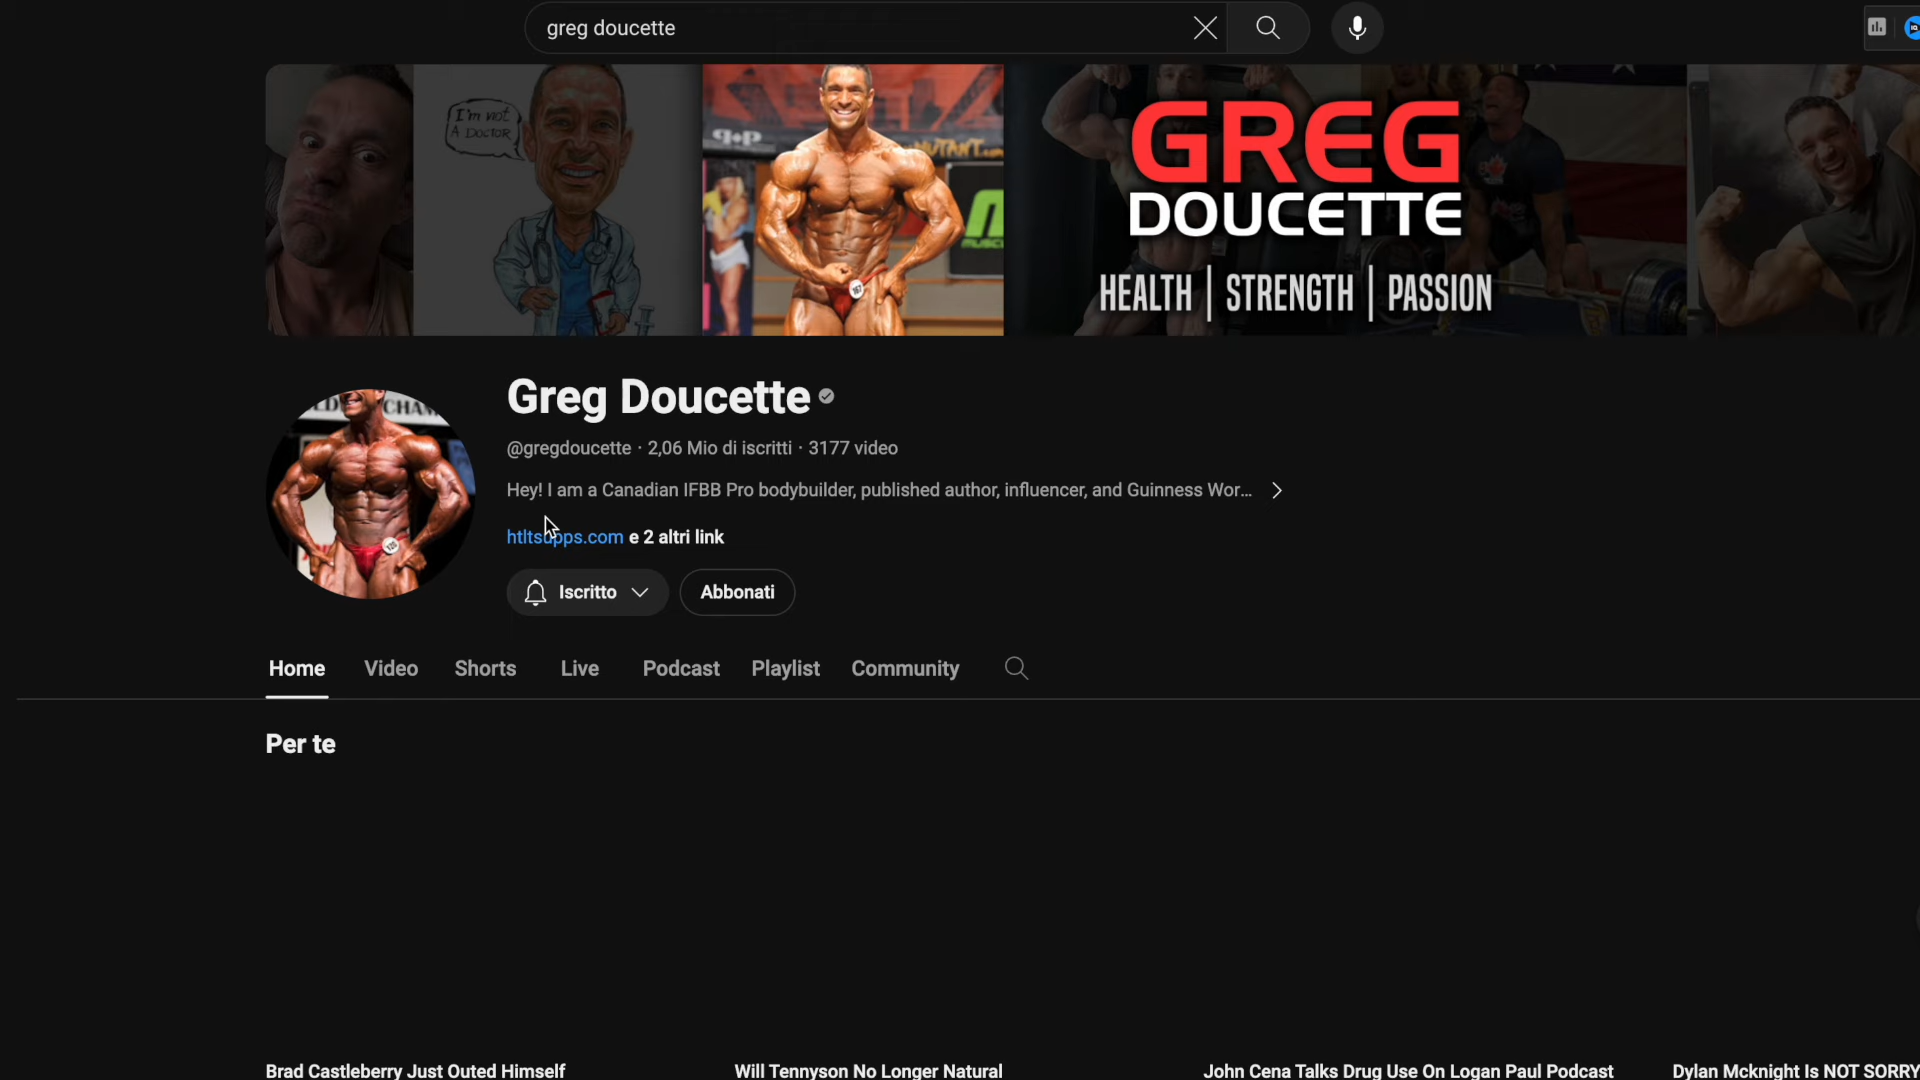 greg doucette
I'm not
A DOCTOR
GREG
DOUCETTE
HEALTH | STRENGTH | PASSION
p+p
MUTANT
167
Greg Doucette
@gregdoucette · 2,06 Mio di iscritti · 3177 video
Hey! I am a Canadian IFBB Pro bodybuilder, published author, influencer, and Guinness Wor...
htltsupps.com e 2 altri link
Iscritto
Abbonati
Home Video Shorts Live Podcast Playlist Community
Per te
Brad Castleberry Just Outed Himself
Will Tennyson No Longer Natural
John Cena Talks Drug Use On Logan Paul Podcast
Dylan Mcknight Is NOT SORRY